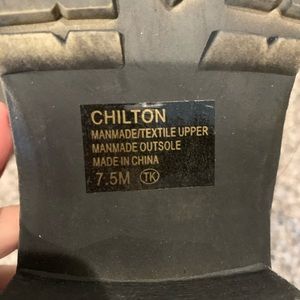 CHILTON
MANMADE/TEXTILE UPPER
MANMADE OUTSOLE
MADE IN CHINA
7.5M TK